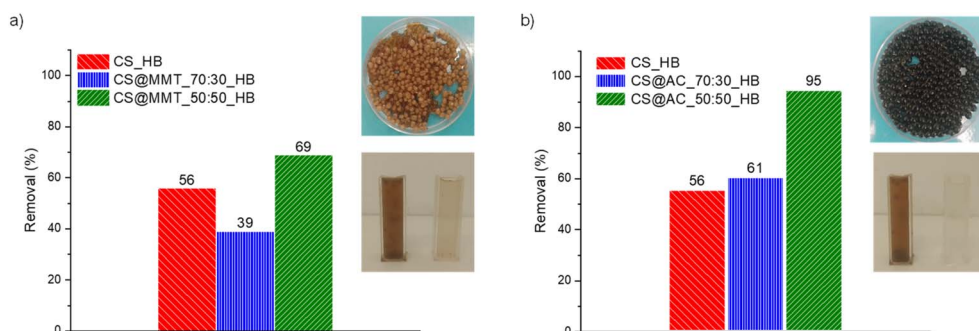 a)
CS_HB
CS@MMT_70:30_HB
CS@MMT_50:50_HB
Removal (%)
100
80
60
40
20
0
56
39
69
b)
CS_HB
CS@AC_70:30_HB
CS@AC_50:50_HB
Removal (%)
100
80
60
40
20
0
56
61
95